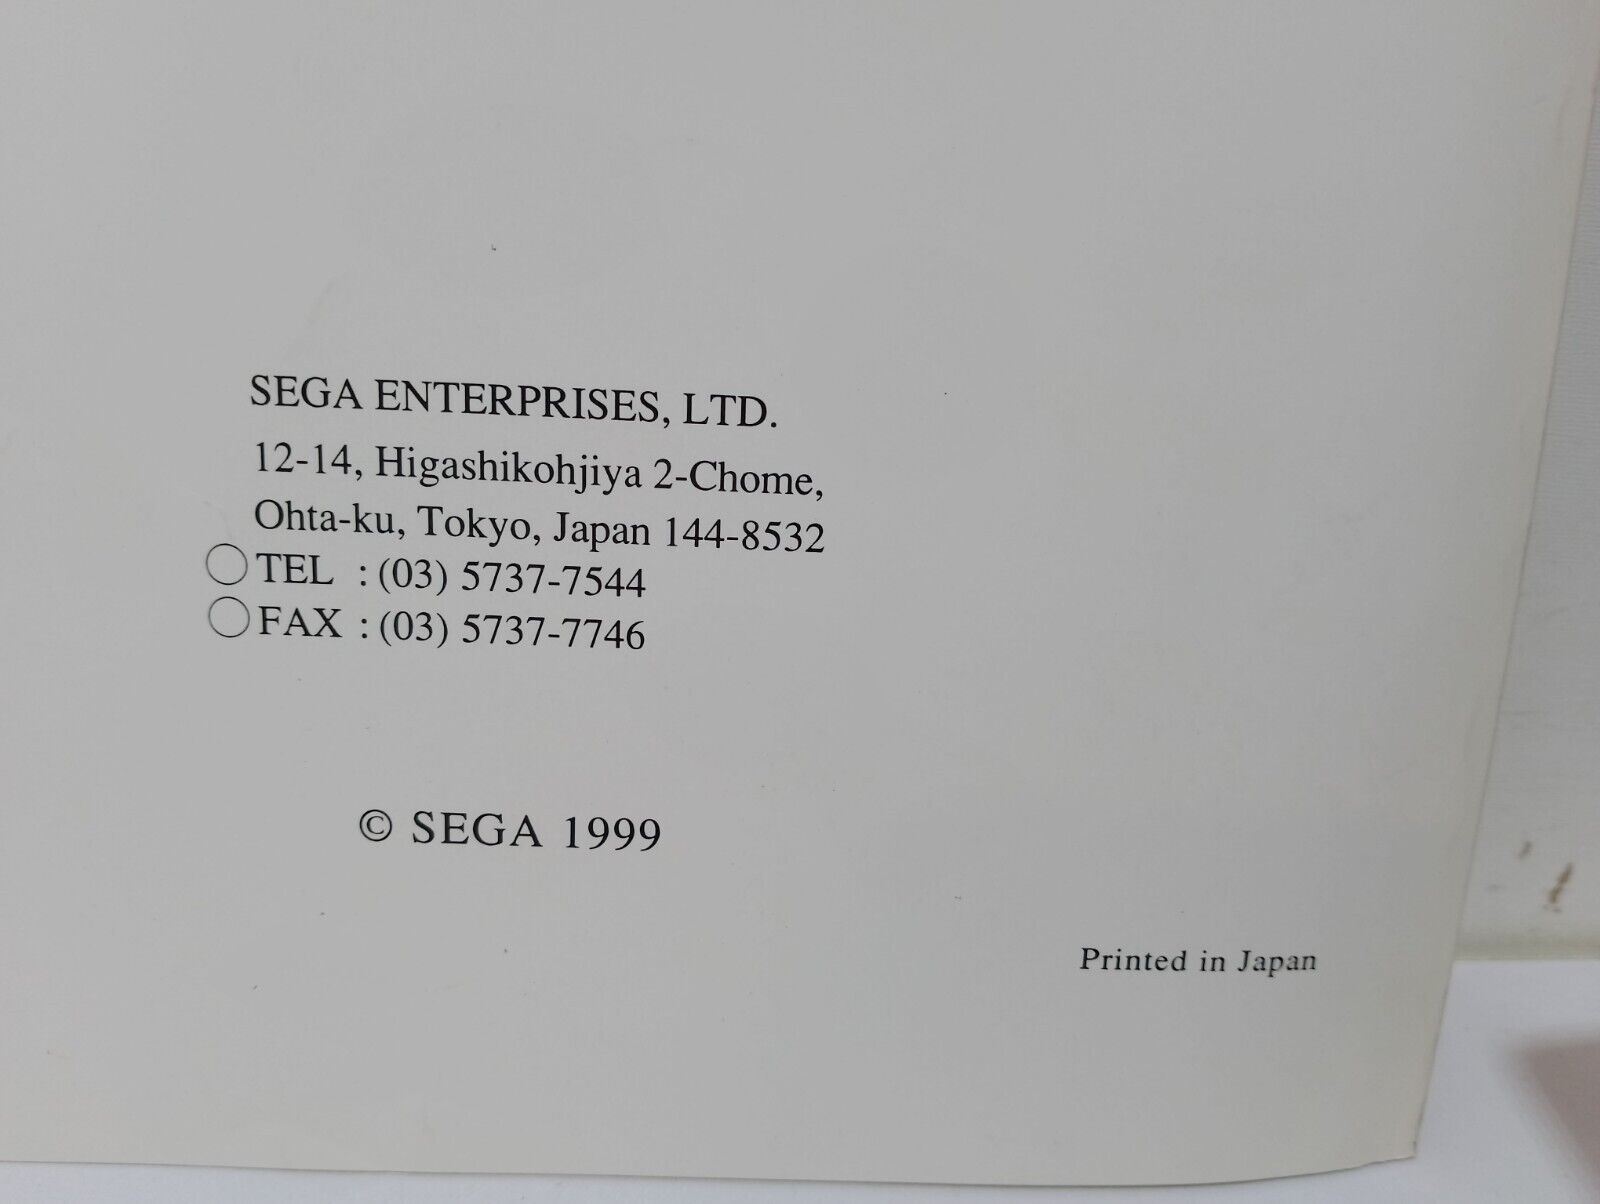 SEGA ENTERPRISES, LTD.
12-14, Higashikohjiya 2-Chome,
Ohta-ku, Tokyo, Japan 144-8532
○TEL : (03) 5737-7544
○FAX : (03) 5737-7746
© SEGA 1999
Printed in Japan